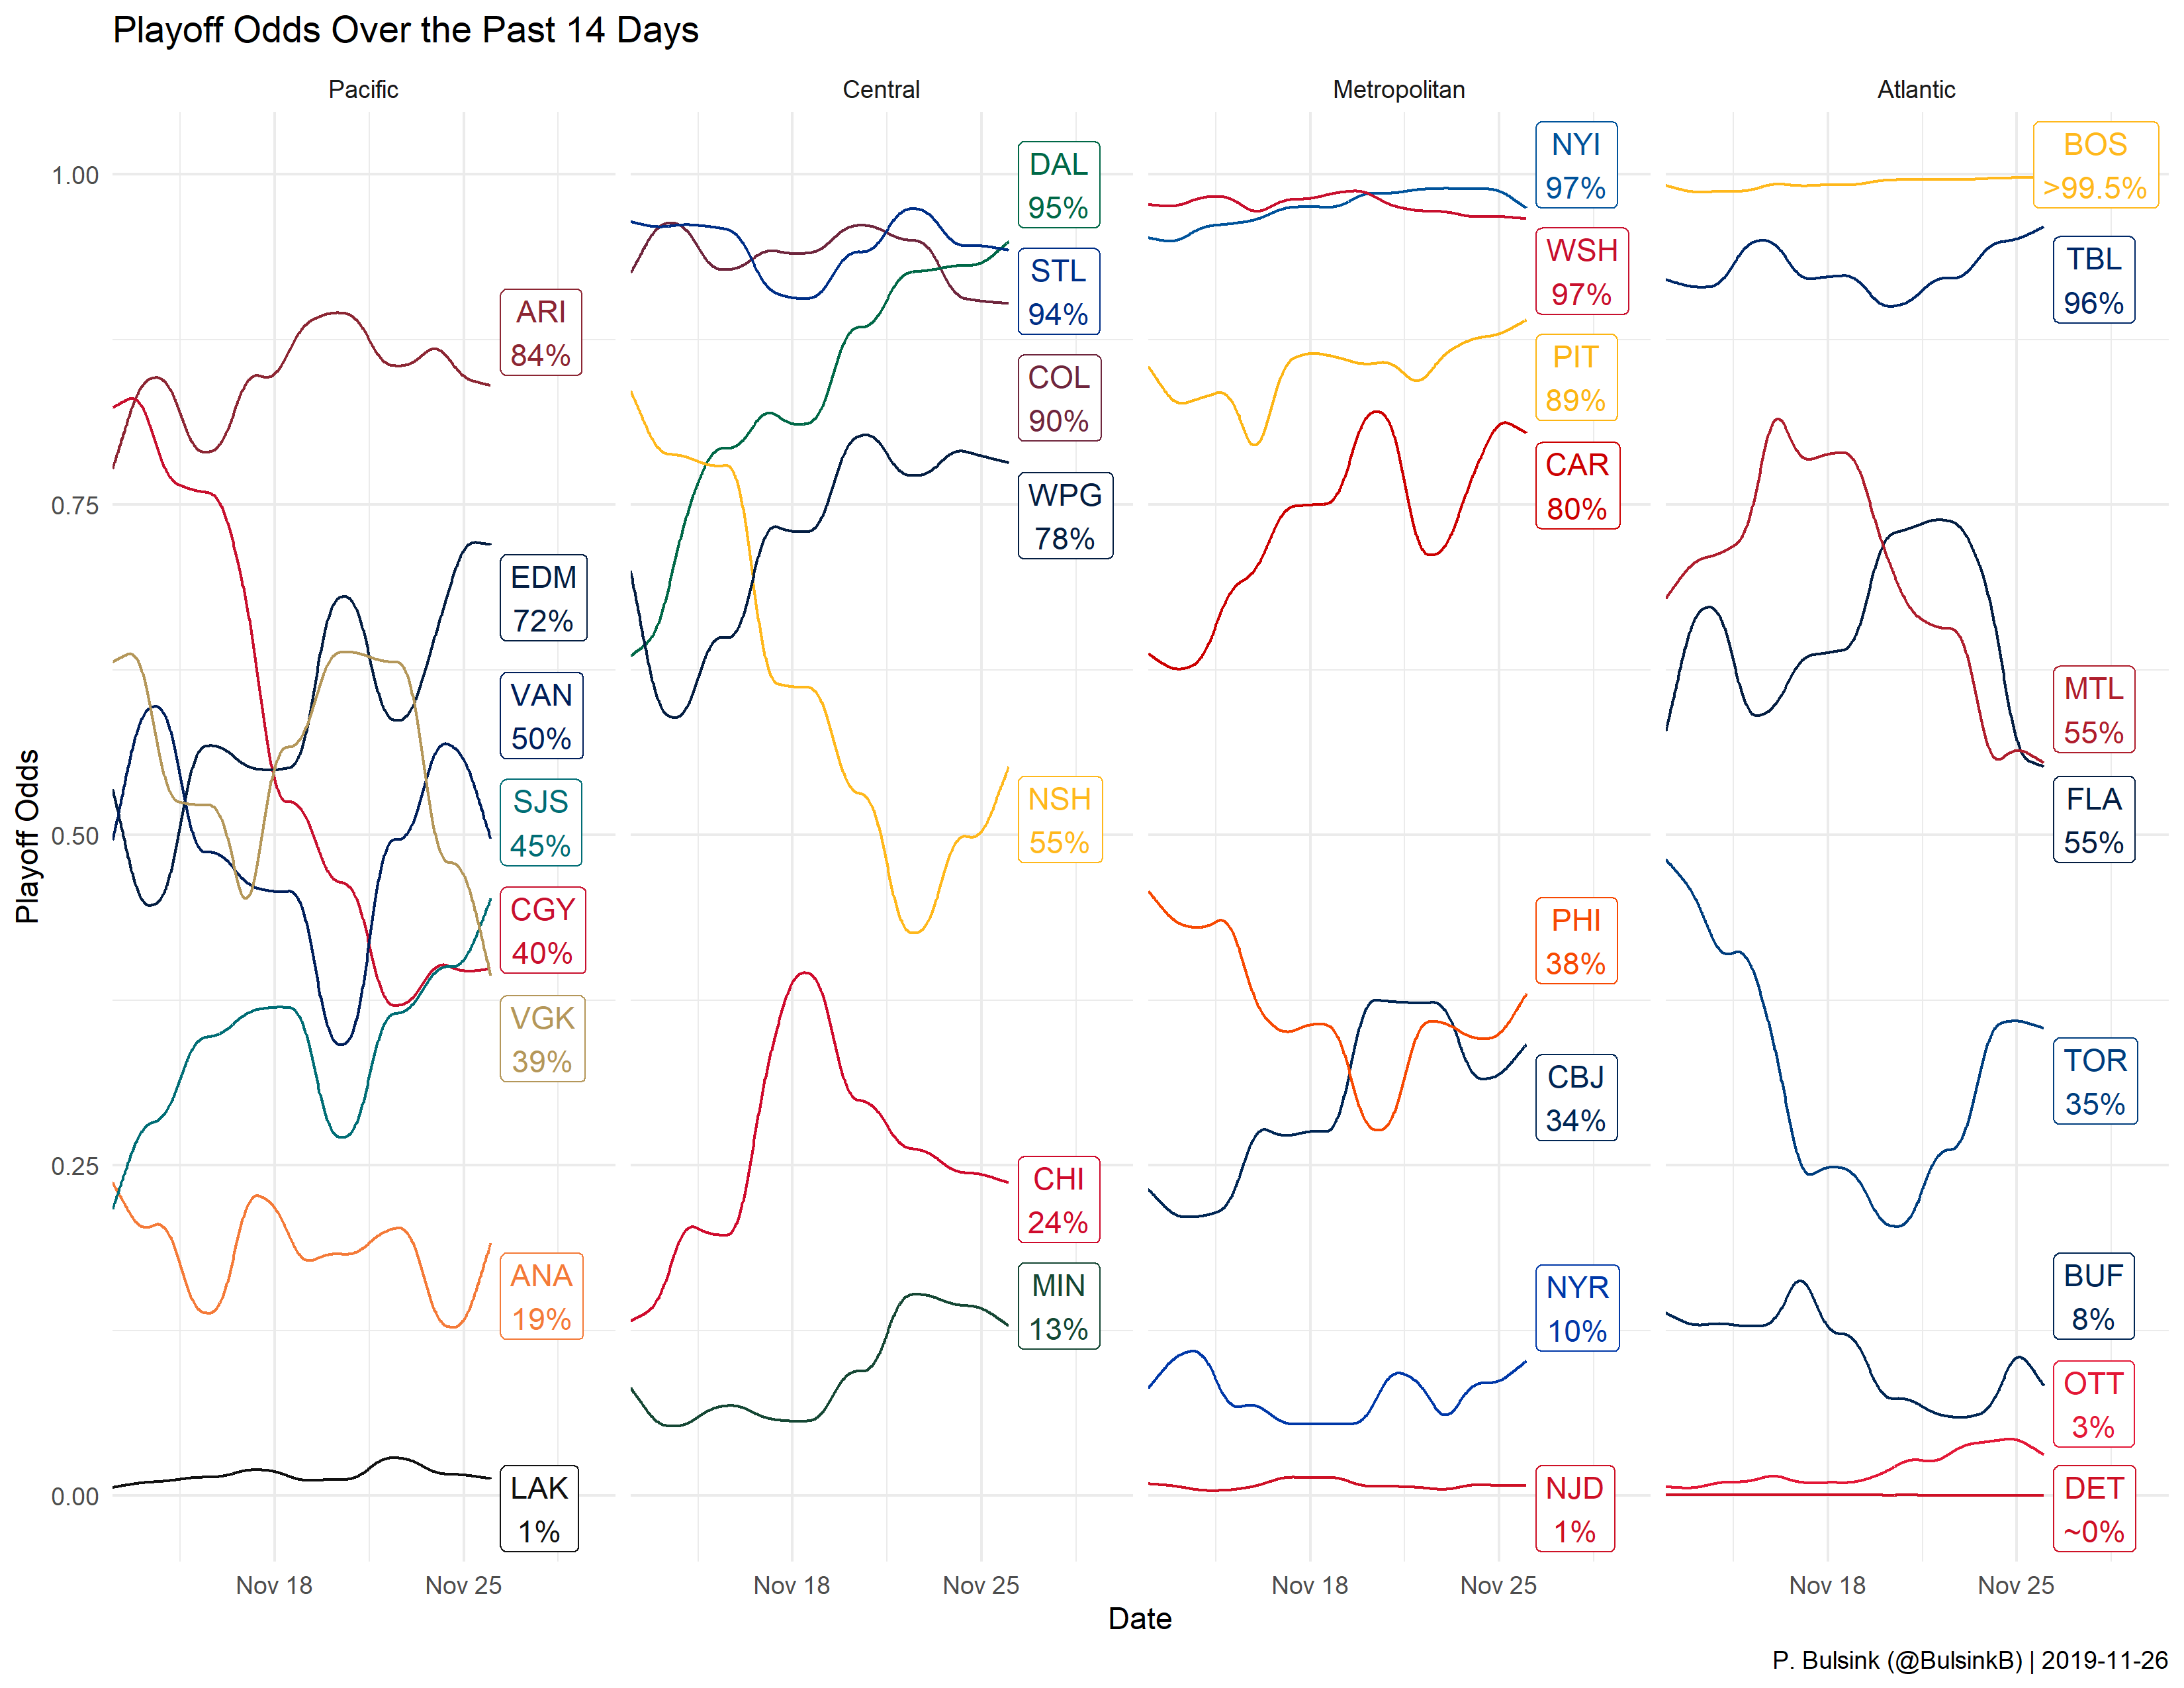 Playoff Odds Over the Past 14 Days
Pacific
Central
Metropolitan
Atlantic
Playoff Odds
1.00
0.75
0.50
0.25
0.00
ARI
84%
EDM
72%
VAN
50%
SJS
45%
CGY
40%
VGK
39%
ANA
19%
LAK
1%
DAL
95%
STL
94%
COL
90%
WPG
78%
NSH
55%
CHI
24%
MIN
13%
NYI
97%
WSH
97%
PIT
89%
CAR
80%
PHI
38%
CBJ
34%
NYR
10%
NJD
1%
BOS
>99.5%
TBL
96%
MTL
55%
FLA
55%
TOR
35%
BUF
8%
OTT
3%
DET
~0%
Nov 18
Nov 25
Nov 18
Nov 25
Nov 18
Nov 25
Nov 18
Nov 25
Date
P. Bulsink (@BulsinkB) | 2019-11-26